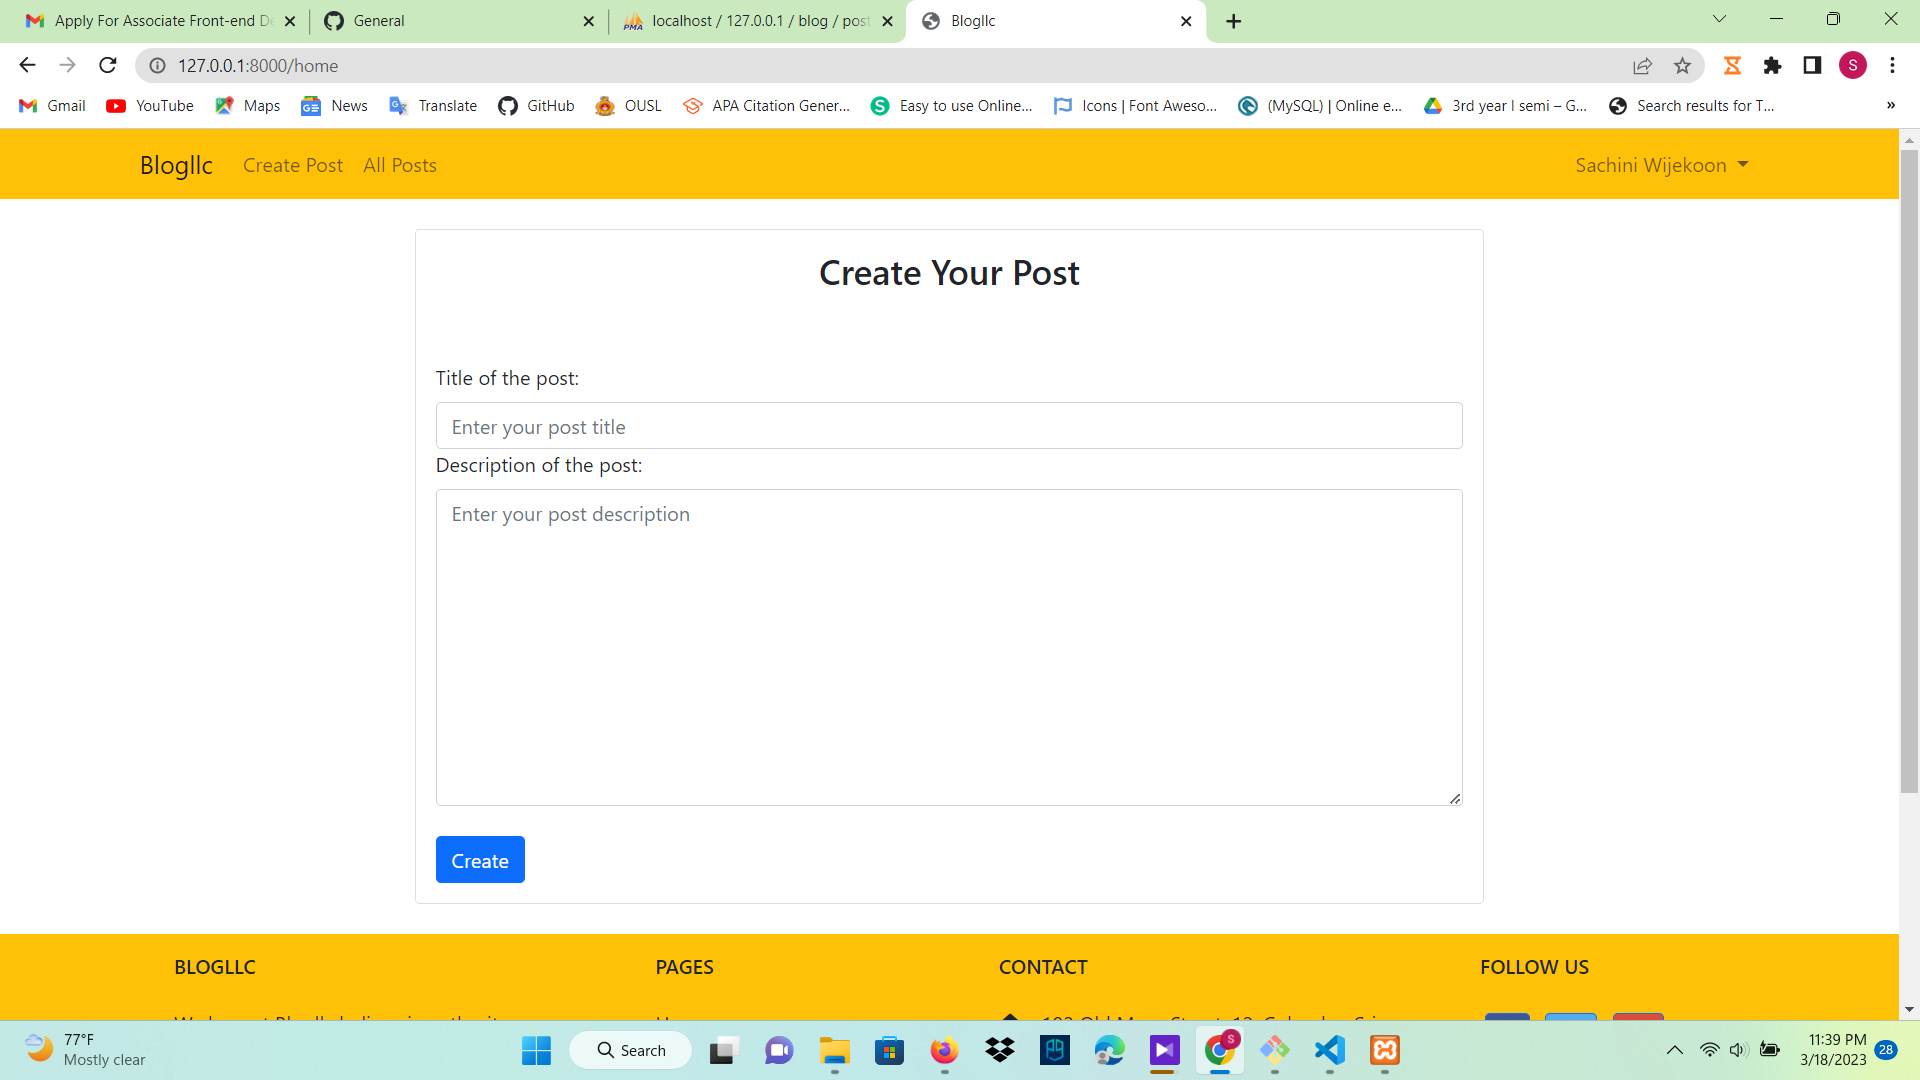 Apply For Associate Front-end De
General
localhost / 127.0.0.1 / blog / post
Blogllc
127.0.0.1:8000/home
S
Gmail
YouTube
Maps
News
Translate
GitHub
OUSL
APA Citation Gener...
Easy to use Online...
Icons | Font Aweso...
(MySQL) | Online e...
3rd year I semi – G...
Search results for T...
»
Blogllc
Create Post
All Posts
Sachini Wijekoon
Create Your Post
Title of the post:
Enter your post title
Description of the post:
Enter your post description
Create
BLOGLLC
PAGES
CONTACT
FOLLOW US
77°F
Mostly clear
Search
11:39 PM
3/18/2023
28